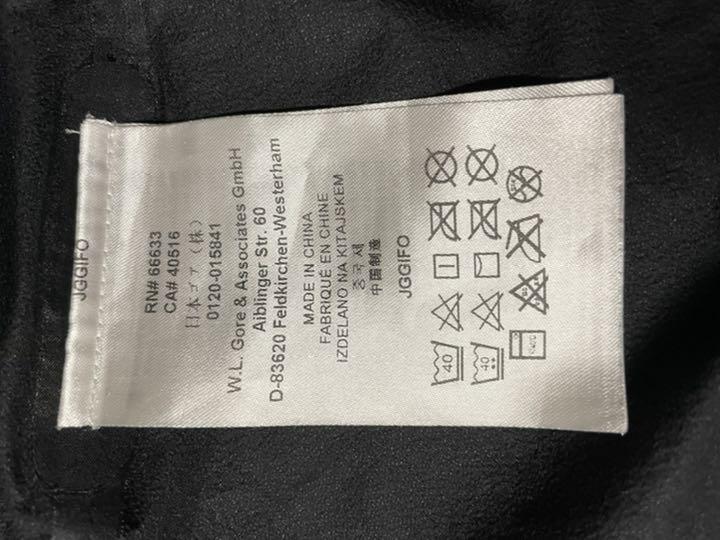 RN# 66633
CA# 40516
日本ゴア（株）
0120-015841
W.L. Gore & Associates GmbH
Aiblinger Str. 60
D-83620 Feldkirchen-Westerham
MADE IN CHINA
FABRIQUÉ EN CHINE
IZDELANO NA KITAJSKEM
중국 제
中国制造
JGGIFO
40
40
JGGIFO